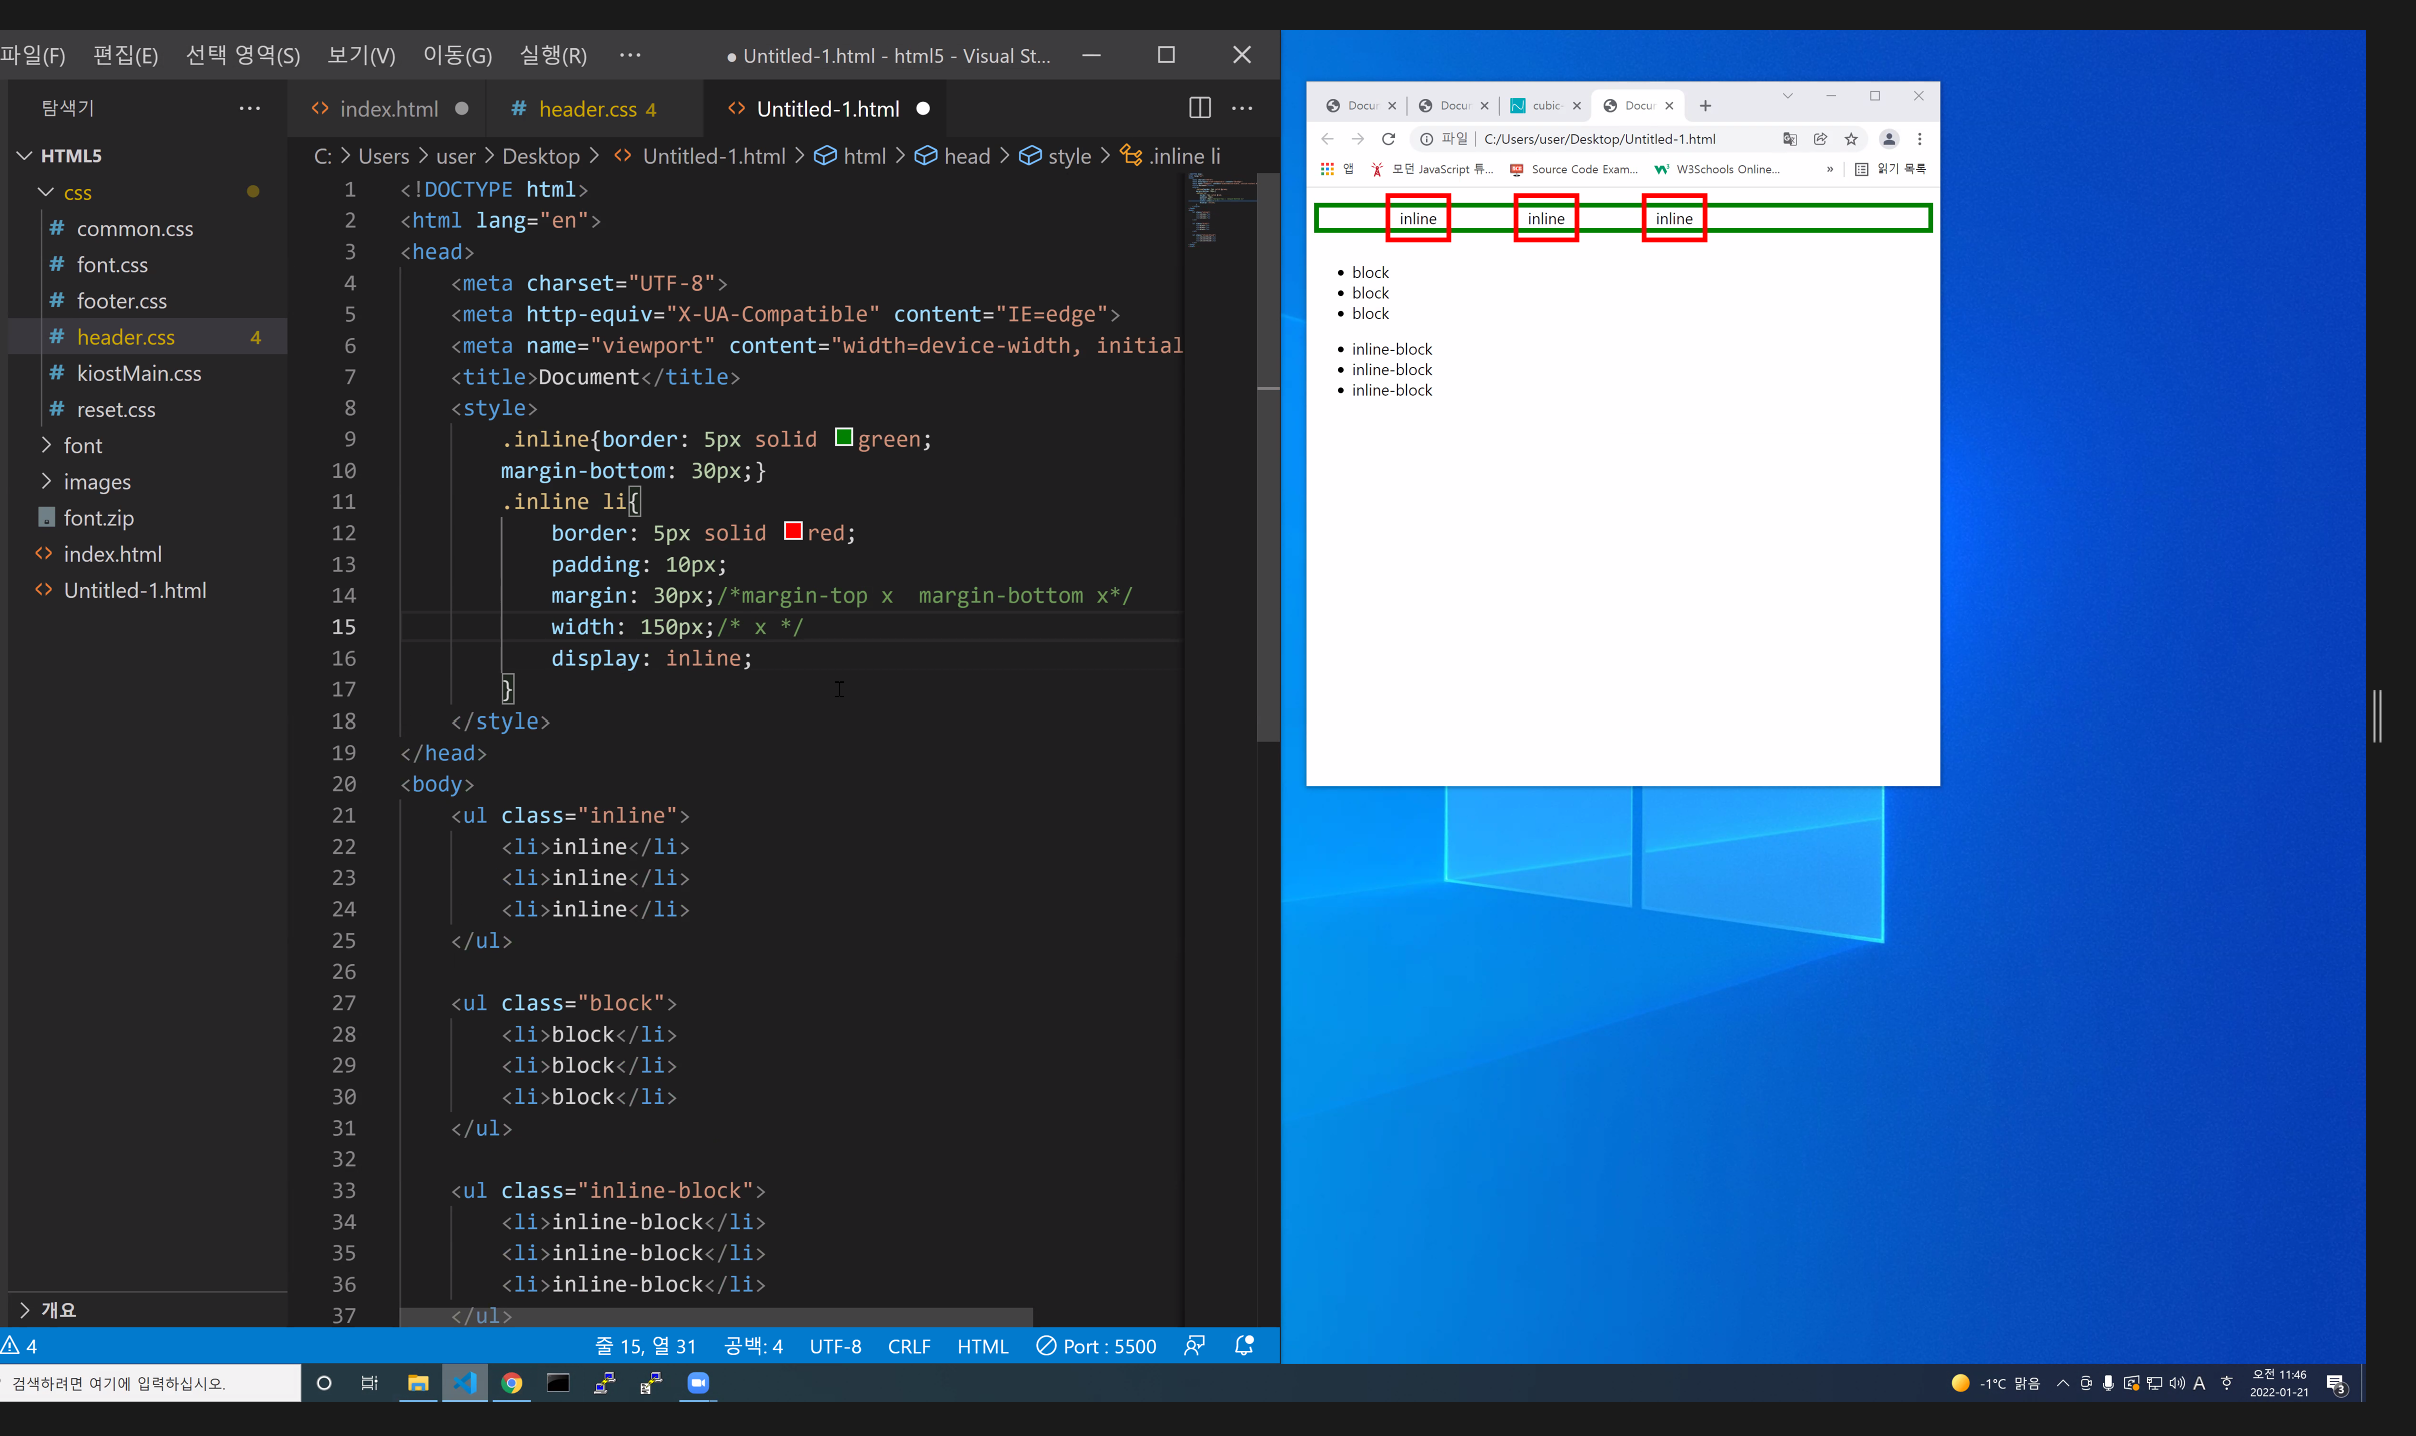 파일(F) 편집(E) 선택 영역(S) 보기(V) 이동(G) 실행(R) ··· ● Untitled-1.html - html5 - Visual St...
탐색기 ···
HTML5
css
# common.css
# font.css
# footer.css
# header.css 4
# kiostMain.css
# reset.css
font
images
font.zip
<> index.html
<> Untitled-1.html
개요
<> index.html ●
# header.css 4
<> Untitled-1.html ●
C: > Users > user > Desktop > <> Untitled-1.html > html > head > style > .inline li
1 <!DOCTYPE html>
2 <html lang="en">
3 <head>
4 <meta charset="UTF-8">
5 <meta http-equiv="X-UA-Compatible" content="IE=edge">
6 <meta name="viewport" content="width=device-width, initial
7 <title>Document</title>
8 <style>
9 .inline{border: 5px solid green;
10 margin-bottom: 30px;}
11 .inline li{
12 border: 5px solid red;
13 padding: 10px;
14 margin: 30px;/*margin-top x  margin-bottom x*/
15 width: 150px;/* x */
16 display: inline;
17 }
18 </style>
19 </head>
20 <body>
21 <ul class="inline">
22 <li>inline</li>
23 <li>inline</li>
24 <li>inline</li>
25 </ul>
26
27 <ul class="block">
28 <li>block</li>
29 <li>block</li>
30 <li>block</li>
31 </ul>
32
33 <ul class="inline-block">
34 <li>inline-block</li>
35 <li>inline-block</li>
36 <li>inline-block</li>
37 </ul>
4 줄 15, 열 31 공백: 4 UTF-8 CRLF HTML Port : 5500
Docur Docur cubic- Docur
파일 | C:/Users/user/Desktop/Untitled-1.html
앱 모던 JavaScript 튜... Source Code Exam... W3Schools Online... » 읽기 목록
inline inline inline
• block
• block
• block
• inline-block
• inline-block
• inline-block
검색하려면 여기에 입력하십시오.
-1°C 맑음 A
오전 11:46
2022-01-21
3